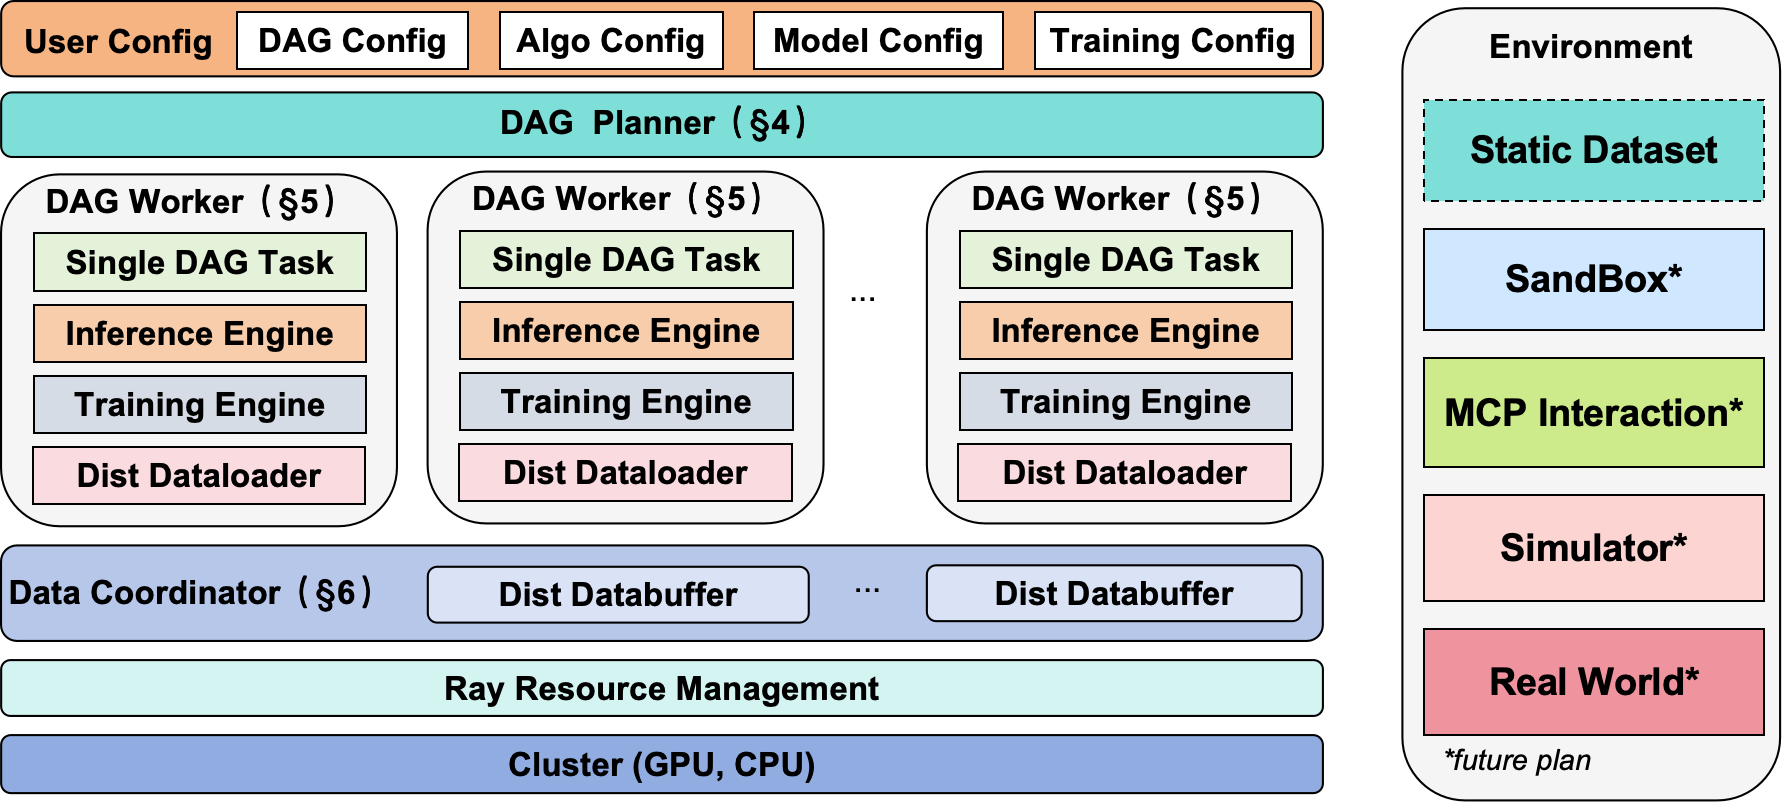 User Config
DAG Config
Algo Config
Model Config
Training Config
DAG Planner (§4)
DAG Worker (§5)
Single DAG Task
Inference Engine
Training Engine
Dist Dataloader
DAG Worker (§5)
Single DAG Task
Inference Engine
Training Engine
Dist Dataloader
...
DAG Worker (§5)
Single DAG Task
Inference Engine
Training Engine
Dist Dataloader
Data Coordinator (§6)
Dist Databuffer
...
Dist Databuffer
Ray Resource Management
Cluster (GPU, CPU)
Environment
Static Dataset
SandBox*
MCP Interaction*
Simulator*
Real World*
*future plan